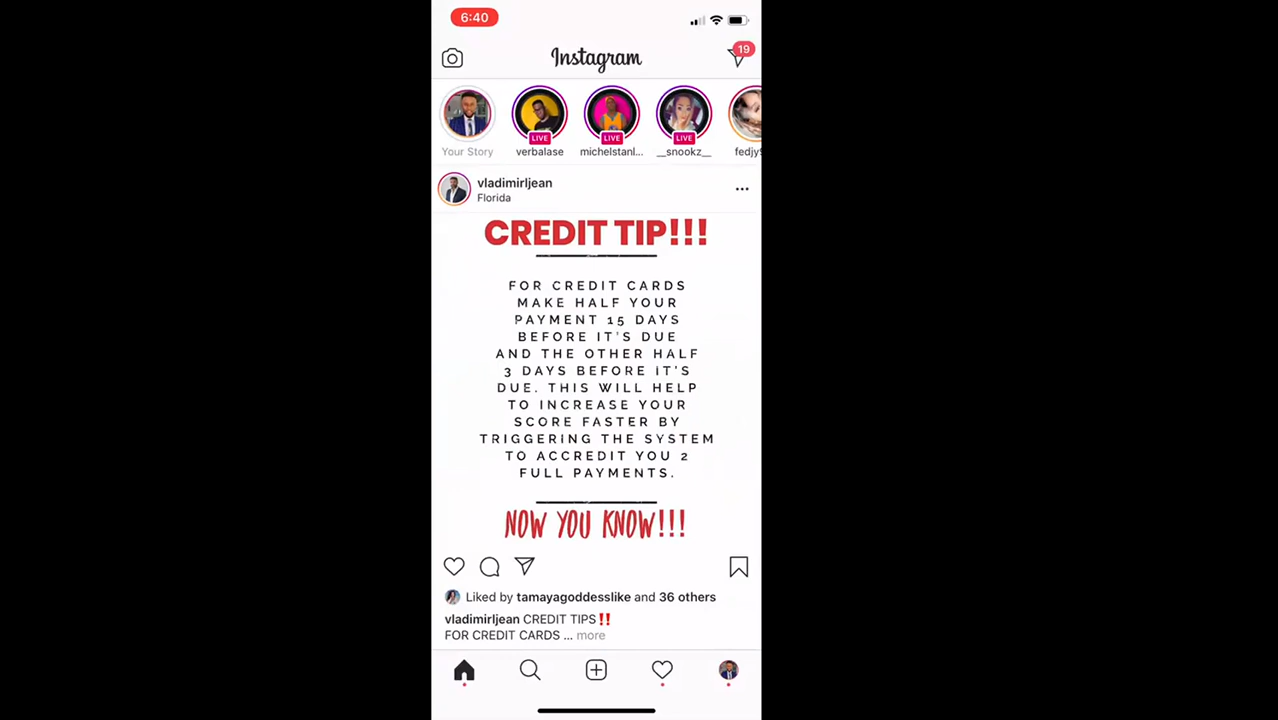 6:40
Instagram
19
LIVE
LIVE
LIVE
Your Story
verbalase
michelstanl...
__snookz__
fedjy
vladimirljean
Florida
CREDIT TIP!!!
FOR CREDIT CARDS
MAKE HALF YOUR
PAYMENT 15 DAYS
BEFORE IT'S DUE
AND THE OTHER HALF
3 DAYS BEFORE IT'S
DUE. THIS WILL HELP
TO INCREASE YOUR
SCORE FASTER BY
TRIGGERING THE SYSTEM
TO ACCREDIT YOU 2
FULL PAYMENTS.
NOW YOU KNOW!!!
Liked by tamayagoddesslike and 36 others
vladimirljean CREDIT TIPS‼️
FOR CREDIT CARDS ... more